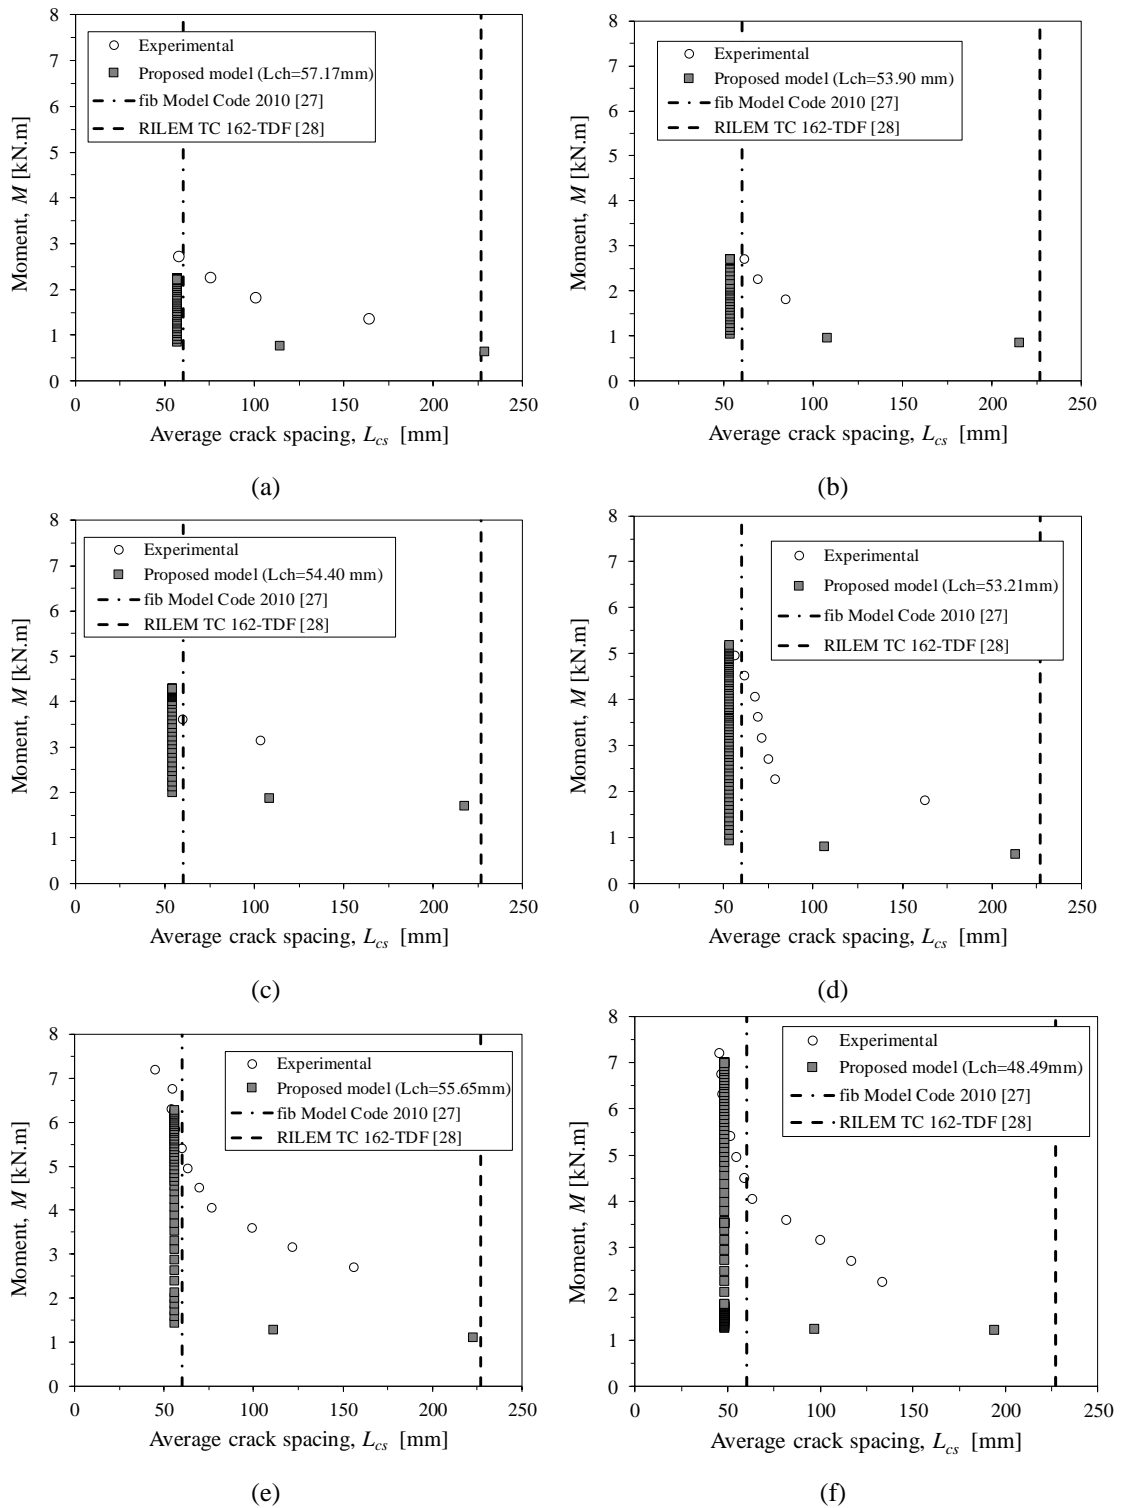 8
7
6
5
4
3
2
1
0
Moment, M [kN.m]
Experimental
Proposed model (Lch=57.17mm)
fib Model Code 2010 [27]
RILEM TC 162-TDF [28]
0 50 100 150 200 250
Average crack spacing, Lcs [mm]
(a)
8
7
6
5
4
3
2
1
0
Moment, M [kN.m]
Experimental
Proposed model (Lch=53.90 mm)
fib Model Code 2010 [27]
RILEM TC 162-TDF [28]
0 50 100 150 200 250
Average crack spacing, Lcs [mm]
(b)
8
7
6
5
4
3
2
1
0
Moment, M [kN.m]
Experimental
Proposed model (Lch=54.40 mm)
fib Model Code 2010 [27]
RILEM TC 162-TDF [28]
0 50 100 150 200 250
Average crack spacing, Lcs [mm]
(c)
8
7
6
5
4
3
2
1
0
Moment, M [kN.m]
Experimental
Proposed model (Lch=53.21mm)
fib Model Code 2010 [27]
RILEM TC 162-TDF [28]
0 50 100 150 200 250
Average crack spacing, Lcs [mm]
(d)
8
7
6
5
4
3
2
1
0
Moment, M [kN.m]
Experimental
Proposed model (Lch=55.65mm)
fib Model Code 2010 [27]
RILEM TC 162-TDF [28]
0 50 100 150 200 250
Average crack spacing, Lcs [mm]
(e)
8
7
6
5
4
3
2
1
0
Moment, M [kN.m]
Experimental
Proposed model (Lch=48.49mm)
fib Model Code 2010 [27]
RILEM TC 162-TDF [28]
0 50 100 150 200 250
Average crack spacing, Lcs [mm]
(f)